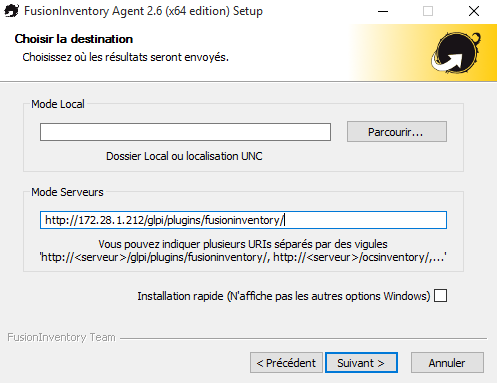 FusionInventory Agent 2.6 (x64 edition) Setup
Choisir la destination
Choisissez où les résultats seront envoyés.
Mode Local
Parcourir...
Dossier Local ou localisation UNC
Mode Serveurs
http://172.28.1.212/glpi/plugins/fusioninventory/
Vous pouvez indiquer plusieurs URIs séparés par des vigules
'http://<serveur>/glpi/plugins/fusioninventory/, http://<serveur>/ocsinventory/,...'
Installation rapide (N'affiche pas les autres options Windows)
FusionInventory Team
< Précédent
Suivant >
Annuler